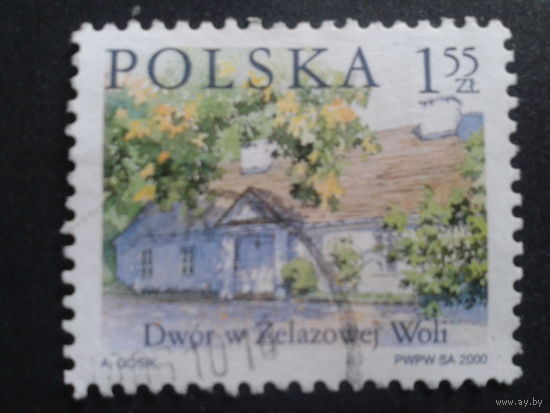 POLSKA 1 55 ZŁ
Dwór w Żelazowej Woli
A. GOSIK PWPW SA 2000
www.ay.by